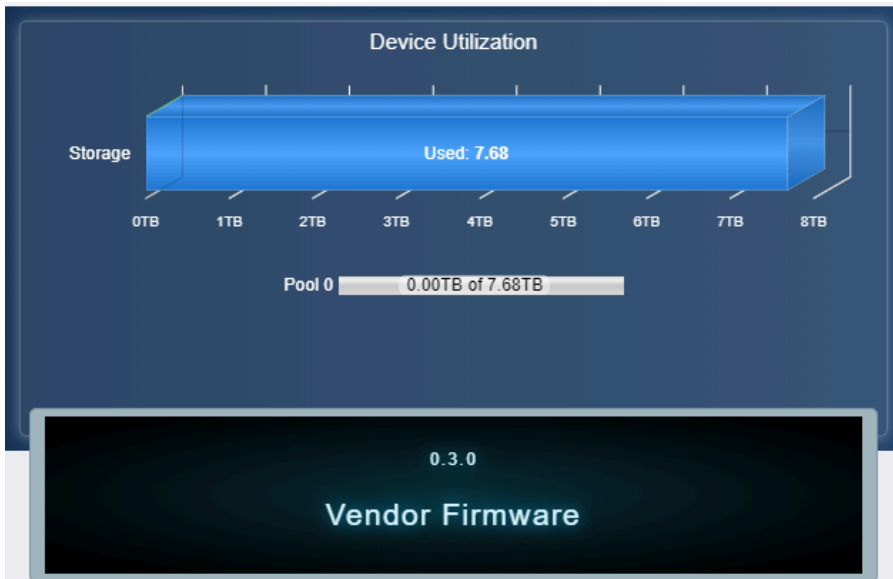 Device Utilization
Storage
Used: 7.68
0TB 1TB 2TB 3TB 4TB 5TB 6TB 7TB 8TB
Pool 0 0.00TB of 7.68TB
0.3.0
Vendor Firmware